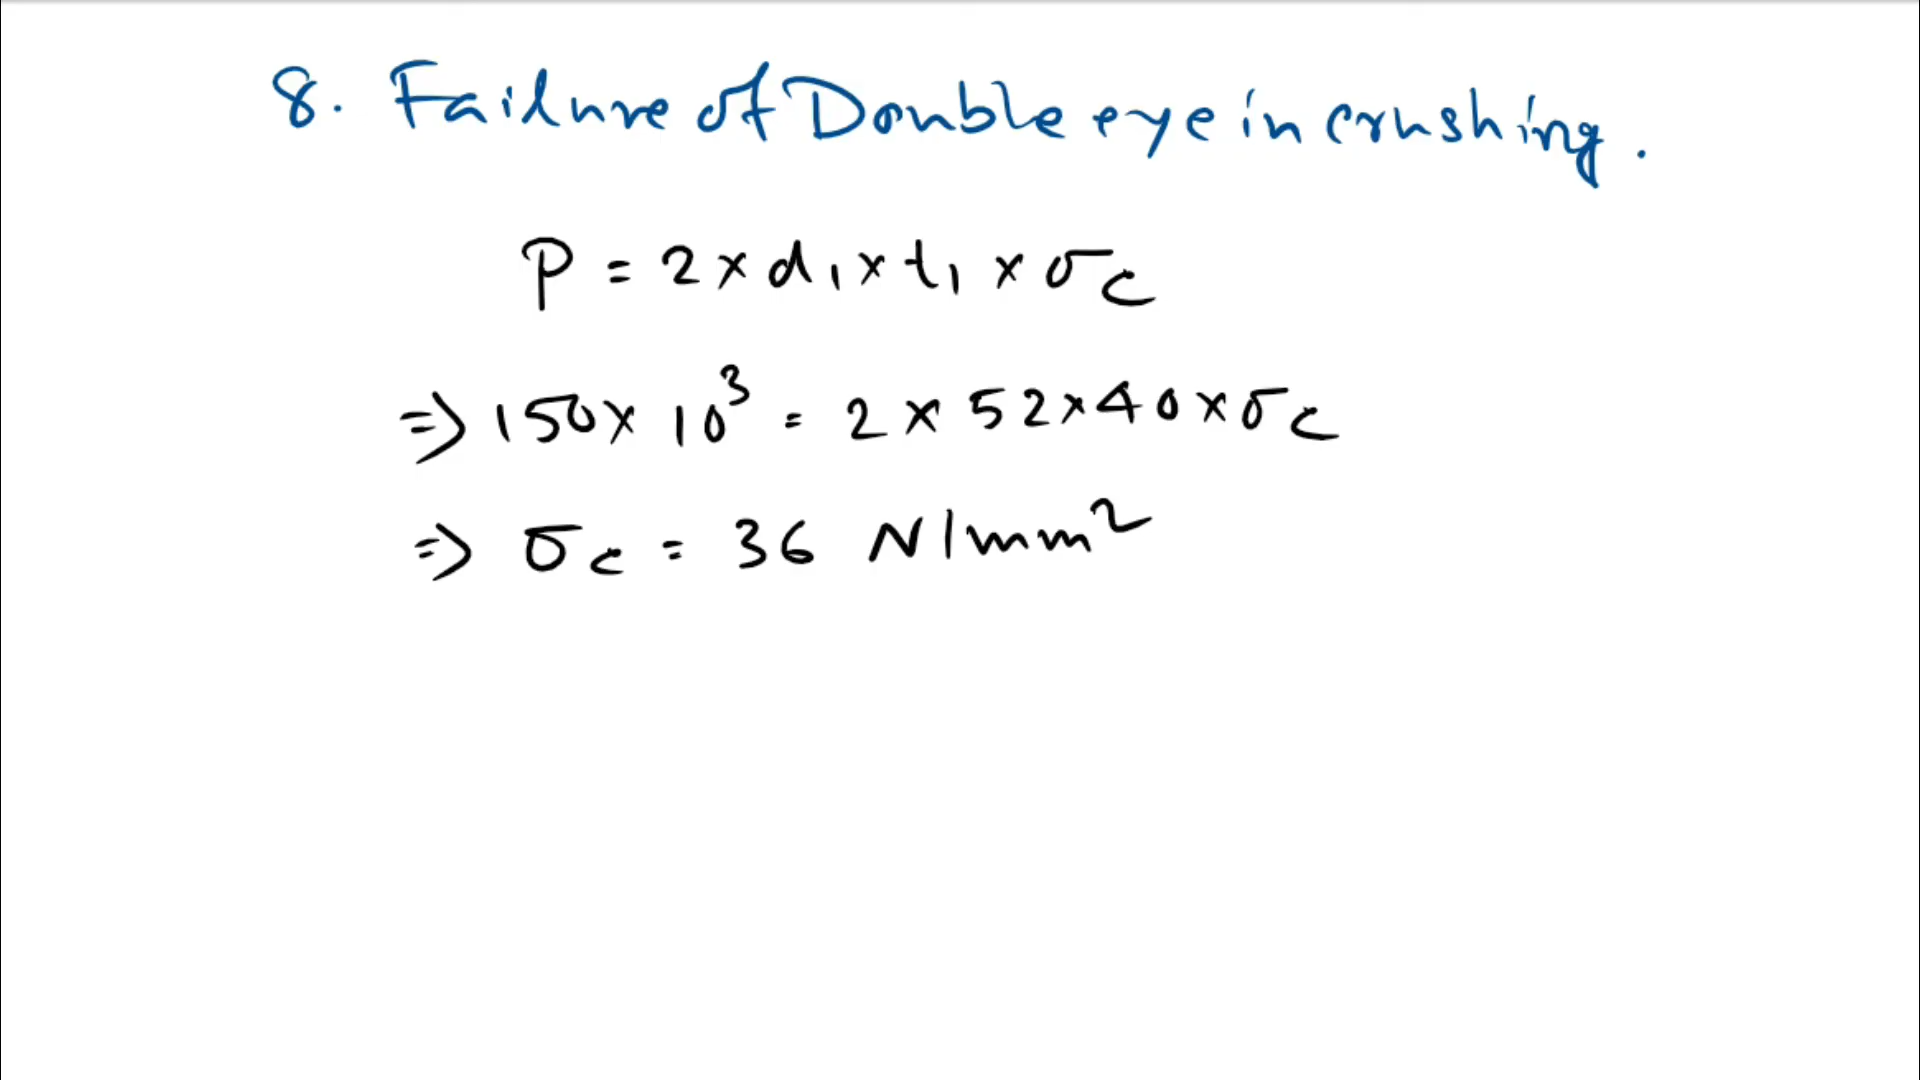 8. Failure of Double eye in crushing.
P = 2 × d₁ × t₁ × σc
⇒ 150 × 10³ = 2 × 52 × 40 × σc
⇒ σc = 36 N/mm²